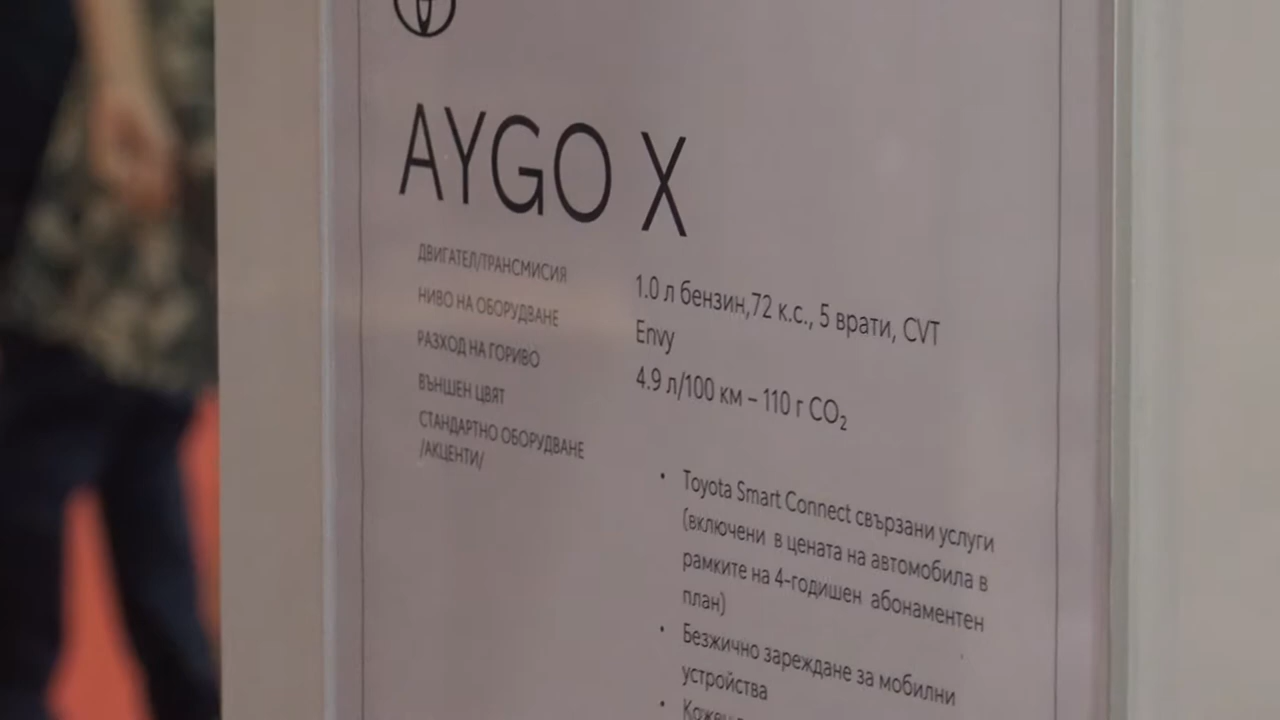 AYGO X
ДВИГАТЕЛ/ТРАНСМИСИЯ
1.0 л бензин,72 к.с., 5 врати, CVT
НИВО НА ОБОРУДВАНЕ
Envy
РАЗХОД НА ГОРИВО
4.9 л/100 км – 110 г CO₂
ВЪНШЕН ЦВЯТ
СТАНДАРТНО ОБОРУДВАНЕ
/АКЦЕНТИ/
• Toyota Smart Connect свързани услуги
(включени в цената на автомобила в
рамките на 4-годишен абонаментен
план)
• Безжично зареждане за мобилни
устройства